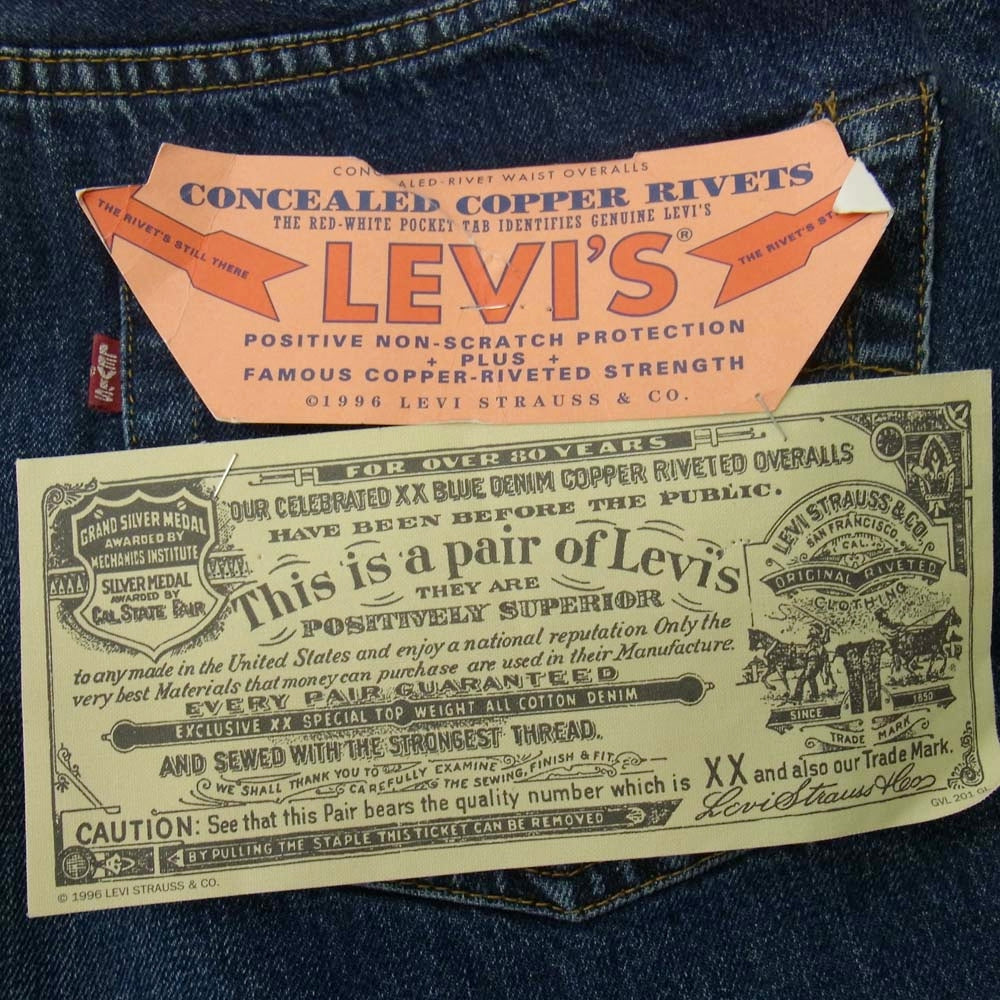 CONC ALED-RIVET WAIST OVERALLS
CONCEALED COPPER RIVETS
THE RED-WHITE POCKET TAB IDENTIFIES GENUINE LEVI'S
THE RIVET'S STILL THERE
LEVI'S®
THE RIVET'S ST
POSITIVE NON-SCRATCH PROTECTION
+ PLUS +
FAMOUS COPPER-RIVETED STRENGTH
©1996 LEVI STRAUSS & CO.
LEVI'S
FOR OVER 80 YEARS
OUR CELEBRATED XX BLUE DENIM COPPER RIVETED OVERALLS
HAVE BEEN BEFORE THE PUBLIC.
This is a pair of Levi's
THEY ARE
POSITIVELY SUPERIOR
to any made in the United States and enjoy a national reputation Only the
very best Materials that money can purchase are used in their Manufacture.
EVERY PAIR GUARANTEED
EXCLUSIVE XX SPECIAL TOP WEIGHT ALL COTTON DENIM
AND SEWED WITH THE STRONGEST THREAD.
WE SHALL THANK YOU TO CAREFULLY EXAMINE THE SEWING, FINISH & FIT
CAUTION: See that this Pair bears the quality number which is XX and also our Trade Mark.
Levi Strauss & Co
BY PULLING THE STAPLE THIS TICKET CAN BE REMOVED
GRAND SILVER MEDAL
AWARDED BY
MECHANICS INSTITUTE
SILVER MEDAL
AWARDED BY
CAL. STATE FAIR
LEVI STRAUSS & CO.
SAN FRANCISCO
CAL.
ORIGINAL RIVETED
CLOTHING
SINCE 1850
TRADE MARK
GVL 201 GL
© 1996 LEVI STRAUSS & CO.